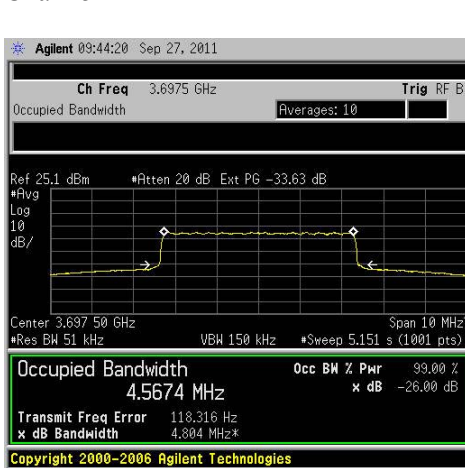 Agilent 09:44:20 Sep 27, 2011
Ch Freq 3.6975 GHz Trig RF B
Occupied Bandwidth Averages: 10
Ref 25.1 dBm #Atten 20 dB Ext PG -33.63 dB
#Avg
Log
10
dB/
Center 3.697 50 GHz Span 10 MHz
#Res BW 51 kHz VBW 150 kHz #Sweep 5.151 s (1001 pts)
Occupied Bandwidth Occ BW % Pwr 99.00 %
4.5674 MHz x dB -26.00 dB
Transmit Freq Error 118.316 Hz
x dB Bandwidth 4.804 MHz*
Copyright 2000-2006 Agilent Technologies